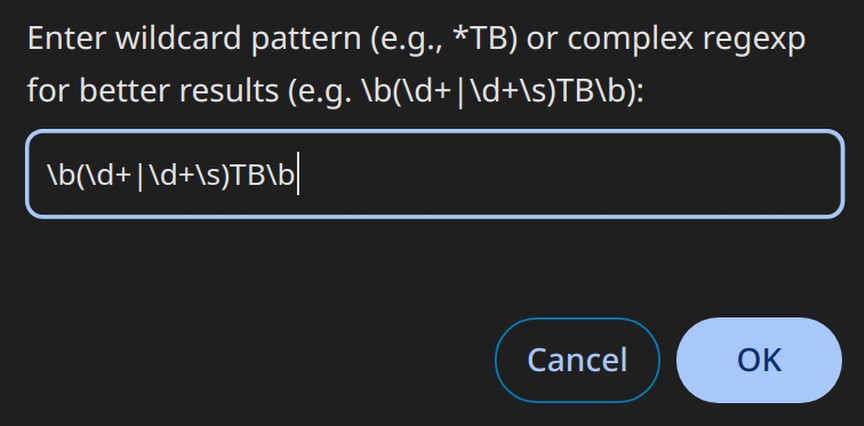 Enter wildcard pattern (e.g., *TB) or complex regexp
for better results (e.g. \b(\d+|\d+\s)TB\b):
\b(\d+|\d+\s)TB\b
Cancel
OK